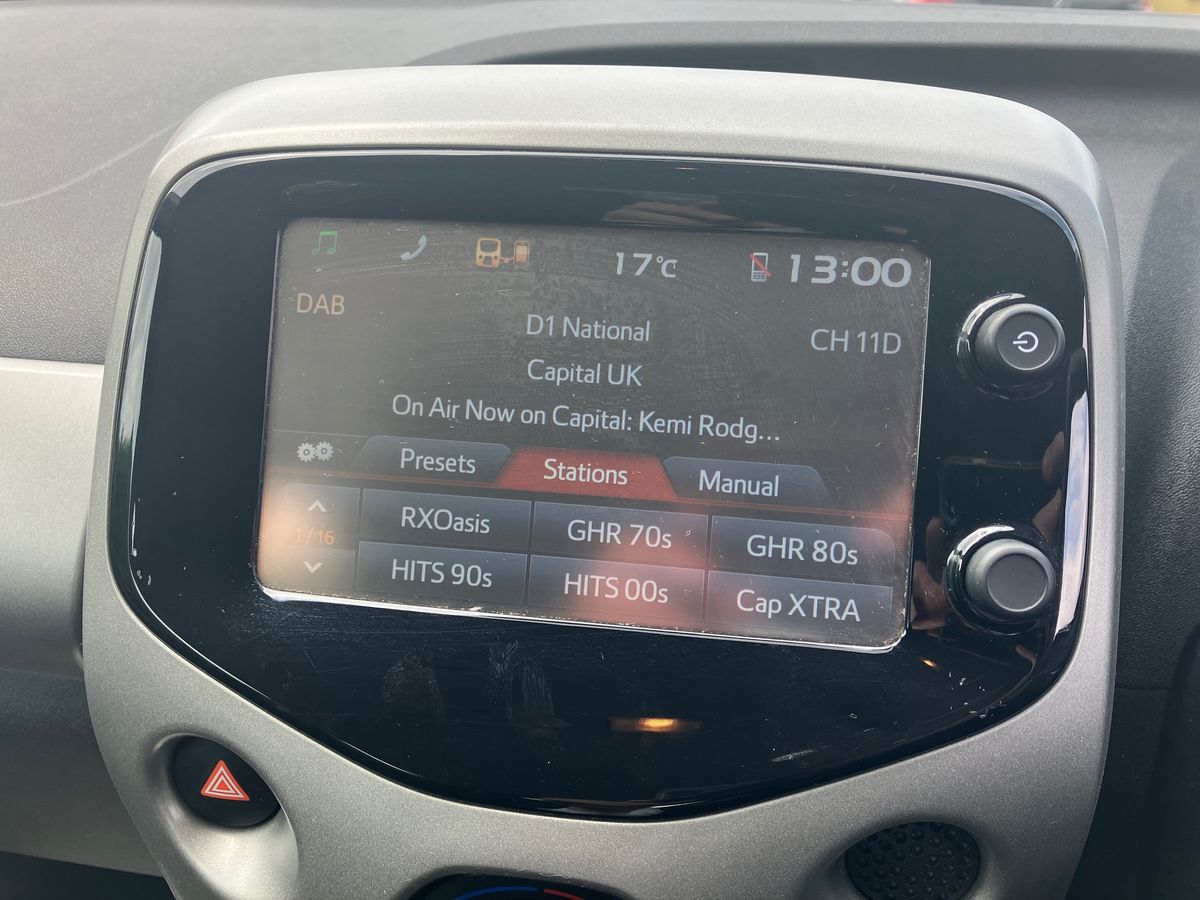 17°C 13:00
DAB
D1 National CH 11D
Capital UK
On Air Now on Capital: Kemi Rodg...
Presets Stations Manual
1/16
RXOasis GHR 70s GHR 80s
HITS 90s HITS 00s Cap XTRA